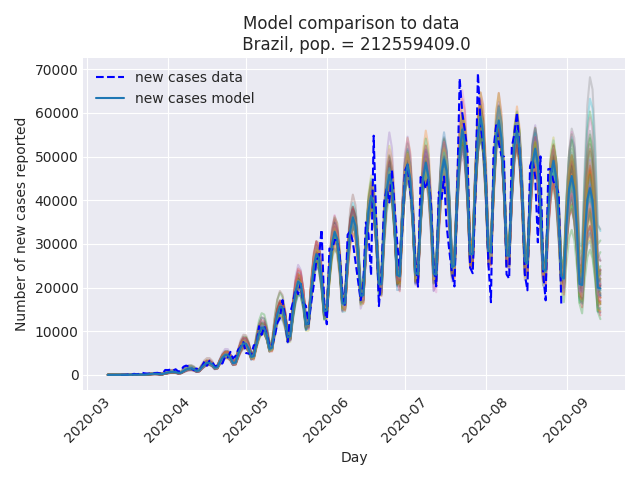 Model comparison to data
Brazil, pop. = 212559409.0
new cases data
new cases model
Number of new cases reported
70000
60000
50000
40000
30000
20000
10000
0
2020-03
2020-04
2020-05
2020-06
2020-07
2020-08
2020-09
Day